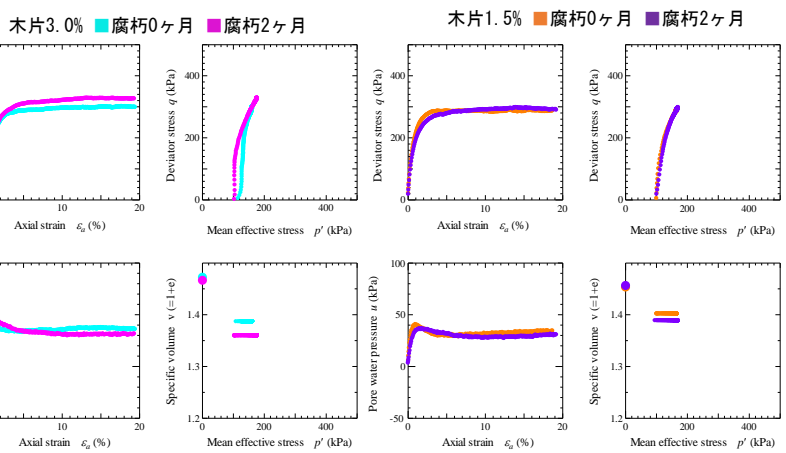 木片3.0% ■腐朽0ヶ月 ■腐朽2ヶ月
木片1.5% ■腐朽0ヶ月 ■腐朽2ヶ月
10 20
Axial strain εa (%)
Deviator stress q (kPa)
400
200
0
0 200 400
Mean effective stress p′ (kPa)
Deviator stress q (kPa)
400
200
0
0 10 20
Axial strain εa (%)
Deviator stress q (kPa)
400
200
0
0 200 400
Mean effective stress p′ (kPa)
10 20
Axial strain εa (%)
Specific volume v (=1+e)
1.4
1.3
1.2
0 200 400
Mean effective stress p′ (kPa)
Pore water pressure u (kPa)
100
50
0
-50
0 10 20
Axial strain εa (%)
Specific volume v (=1+e)
1.4
1.3
1.2
0 200 400
Mean effective stress p′ (kPa)